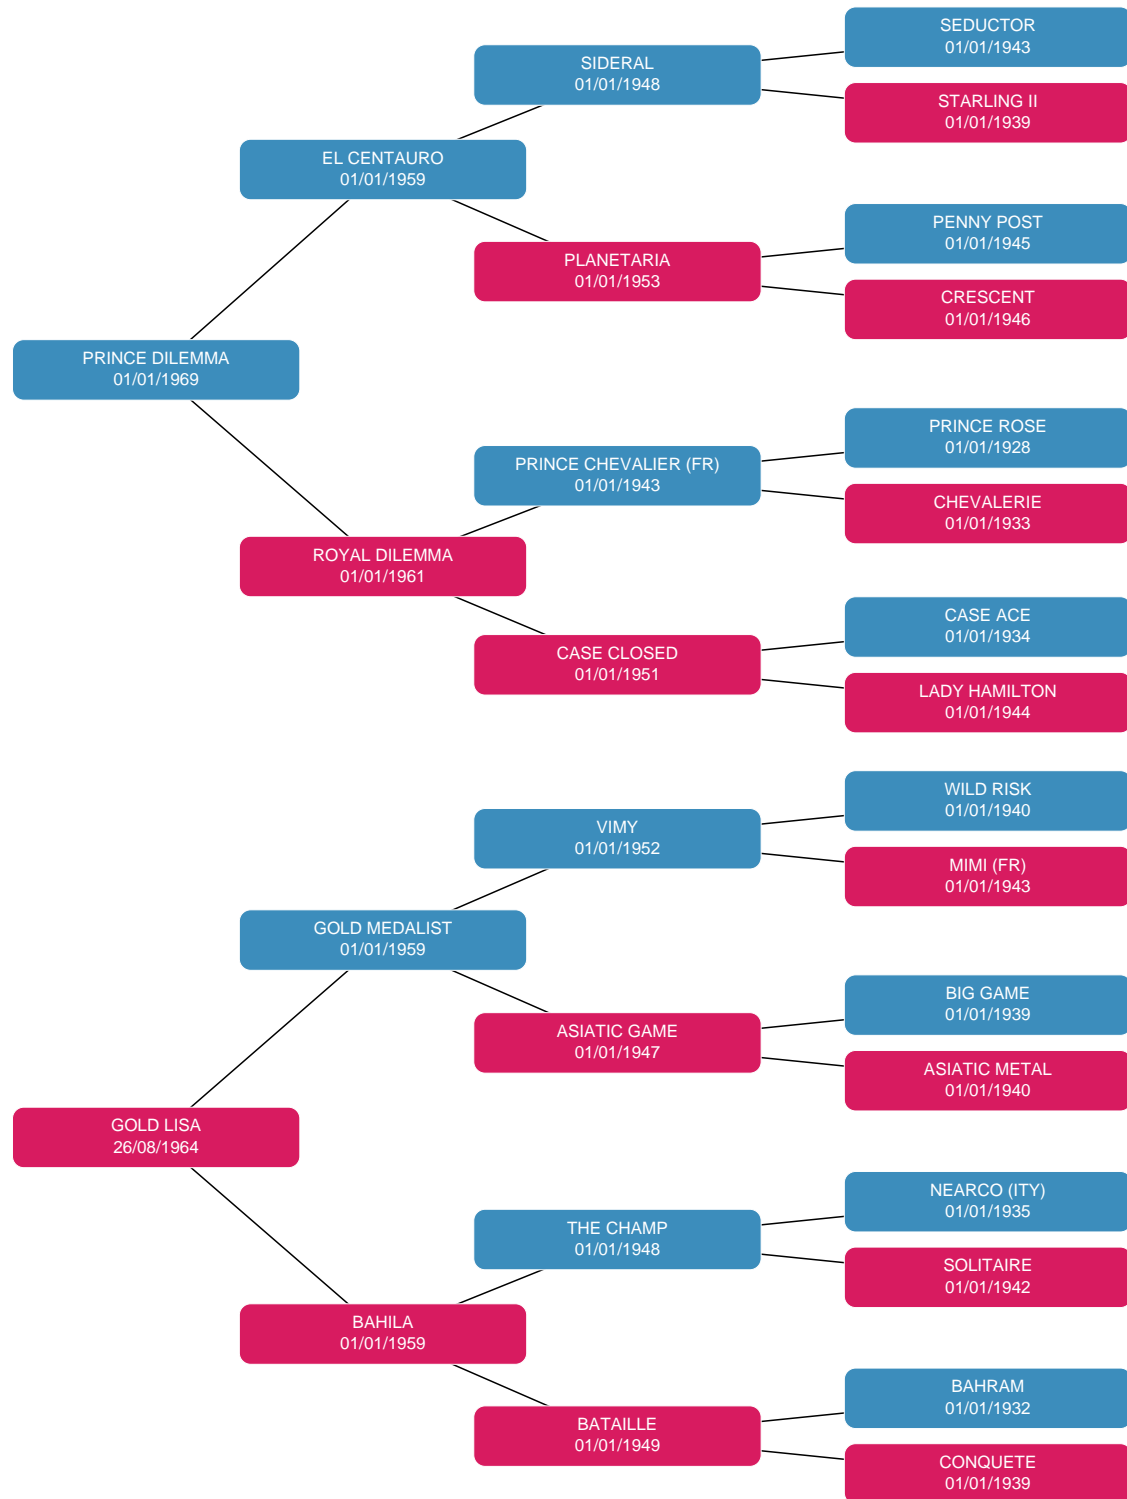 SEDUCTOR
01/01/1943
SIDERAL
01/01/1948
STARLING II
01/01/1939
EL CENTAURO
01/01/1959
PENNY POST
01/01/1945
PLANETARIA
01/01/1953
CRESCENT
01/01/1946
PRINCE DILEMMA
01/01/1969
PRINCE ROSE
01/01/1928
PRINCE CHEVALIER (FR)
01/01/1943
CHEVALERIE
01/01/1933
ROYAL DILEMMA
01/01/1961
CASE ACE
01/01/1934
CASE CLOSED
01/01/1951
LADY HAMILTON
01/01/1944
WILD RISK
01/01/1940
VIMY
01/01/1952
MIMI (FR)
01/01/1943
GOLD MEDALIST
01/01/1959
BIG GAME
01/01/1939
ASIATIC GAME
01/01/1947
ASIATIC METAL
01/01/1940
GOLD LISA
26/08/1964
NEARCO (ITY)
01/01/1935
THE CHAMP
01/01/1948
SOLITAIRE
01/01/1942
BAHILA
01/01/1959
BAHRAM
01/01/1932
BATAILLE
01/01/1949
CONQUETE
01/01/1939